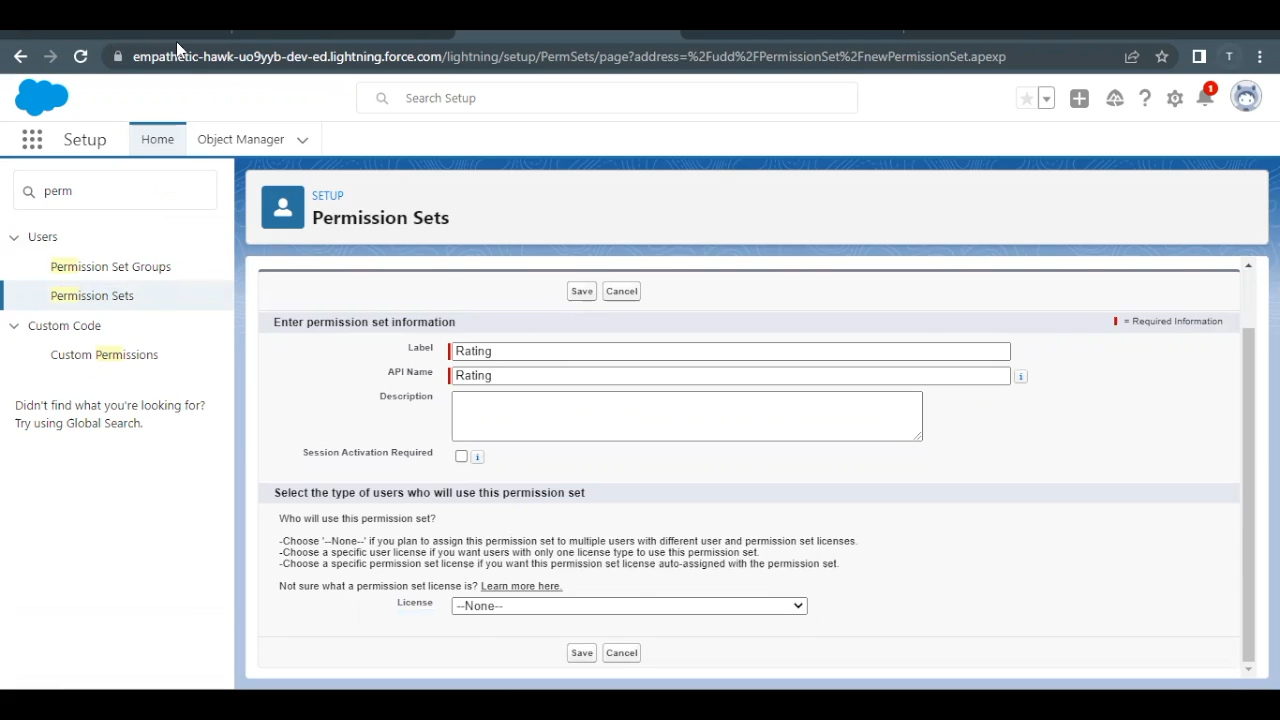 empathetic-hawk-uo9yyb-dev-ed.lightning.force.com/lightning/setup/PermSets/page?address=%2Fudd%2FPermissionSet%2FnewPermissionSet.apexp
T
Search Setup
1
Setup
Home
Object Manager
perm
Users
Permission Set Groups
Permission Sets
Custom Code
Custom Permissions
Didn't find what you're looking for?
Try using Global Search.
SETUP
Permission Sets
Save
Cancel
Enter permission set information
= Required Information
Label
Rating
API Name
Rating
i
Description
Session Activation Required
i
Select the type of users who will use this permission set
Who will use this permission set?
-Choose '--None--' if you plan to assign this permission set to multiple users with different user and permission set licenses.
-Choose a specific user license if you want users with only one license type to use this permission set.
-Choose a specific permission set license if you want this permission set license auto-assigned with the permission set.
Not sure what a permission set license is? Learn more here.
License
--None--
Save
Cancel